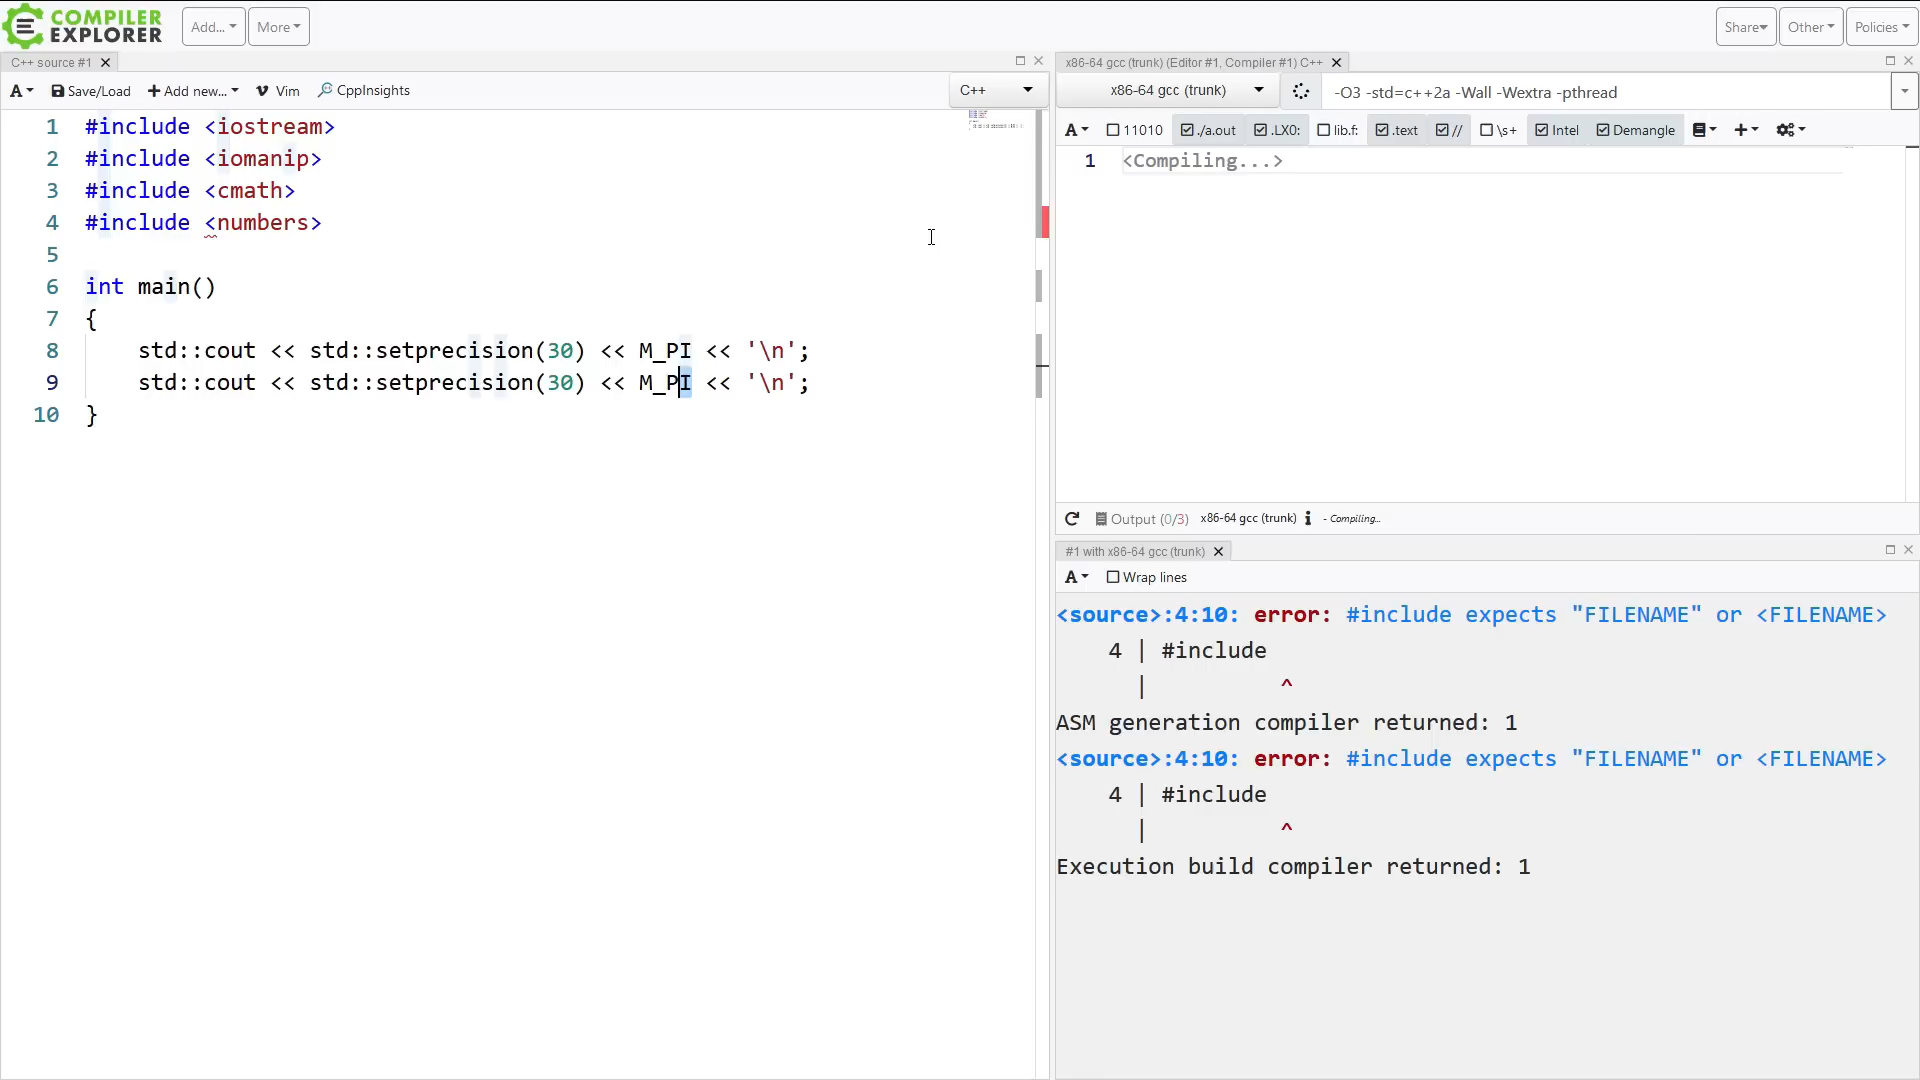 COMPILER
EXPLORER
Add...
More
Share
Other
Policies
C++ source #1
A
Save/Load
Add new...
Vim
CppInsights
C++
1 #include <iostream>
2 #include <iomanip>
3 #include <cmath>
4 #include <numbers>
5
6 int main()
7 {
8 std::cout << std::setprecision(30) << M_PI << '\n';
9 std::cout << std::setprecision(30) << M_PI << '\n';
10 }
x86-64 gcc (trunk) (Editor #1, Compiler #1) C++
x86-64 gcc (trunk)
-O3 -std=c++2a -Wall -Wextra -pthread
A
11010
./a.out
.LX0:
lib.f:
.text
//
\s+
Intel
Demangle
1 <Compiling...>
Output (0/3) x86-64 gcc (trunk) i - Compiling...
#1 with x86-64 gcc (trunk)
A
Wrap lines
<source>:4:10: error: #include expects "FILENAME" or <FILENAME>
4 | #include
| ^
ASM generation compiler returned: 1
<source>:4:10: error: #include expects "FILENAME" or <FILENAME>
4 | #include
| ^
Execution build compiler returned: 1